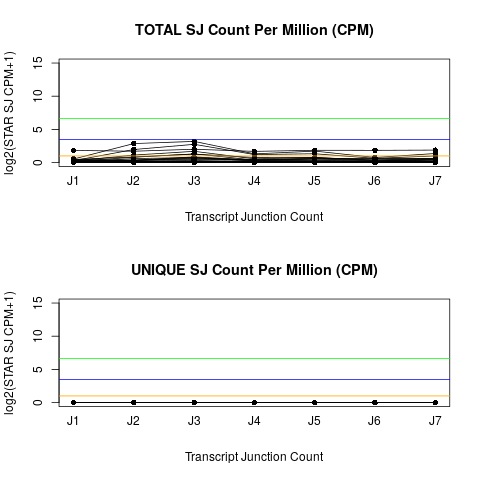 TOTAL SJ Count Per Million (CPM)
log2(STAR SJ CPM+1)
15
10
5
0
J1 J2 J3 J4 J5 J6 J7
Transcript Junction Count
UNIQUE SJ Count Per Million (CPM)
log2(STAR SJ CPM+1)
15
10
5
0
J1 J2 J3 J4 J5 J6 J7
Transcript Junction Count